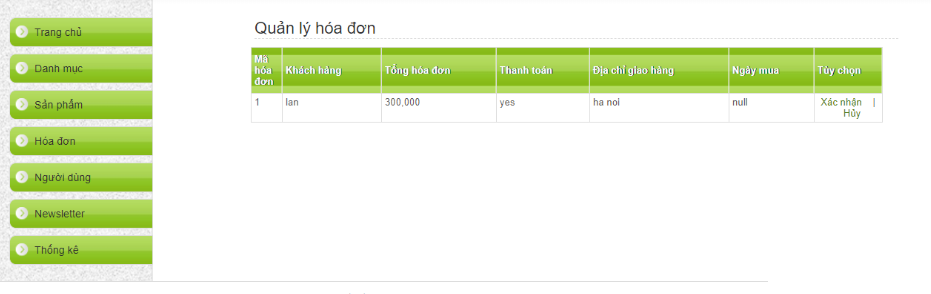 Trang chủ
Danh mục
Sản phẩm
Hóa đơn
Người dùng
Newsletter
Thống kê
Quản lý hóa đơn
Mã hóa đơn Khách hàng Tổng hóa đơn Thanh toán Địa chỉ giao hàng Ngày mua Tùy chọn
1 lan 300,000 yes ha noi null Xác nhận |
Hủy